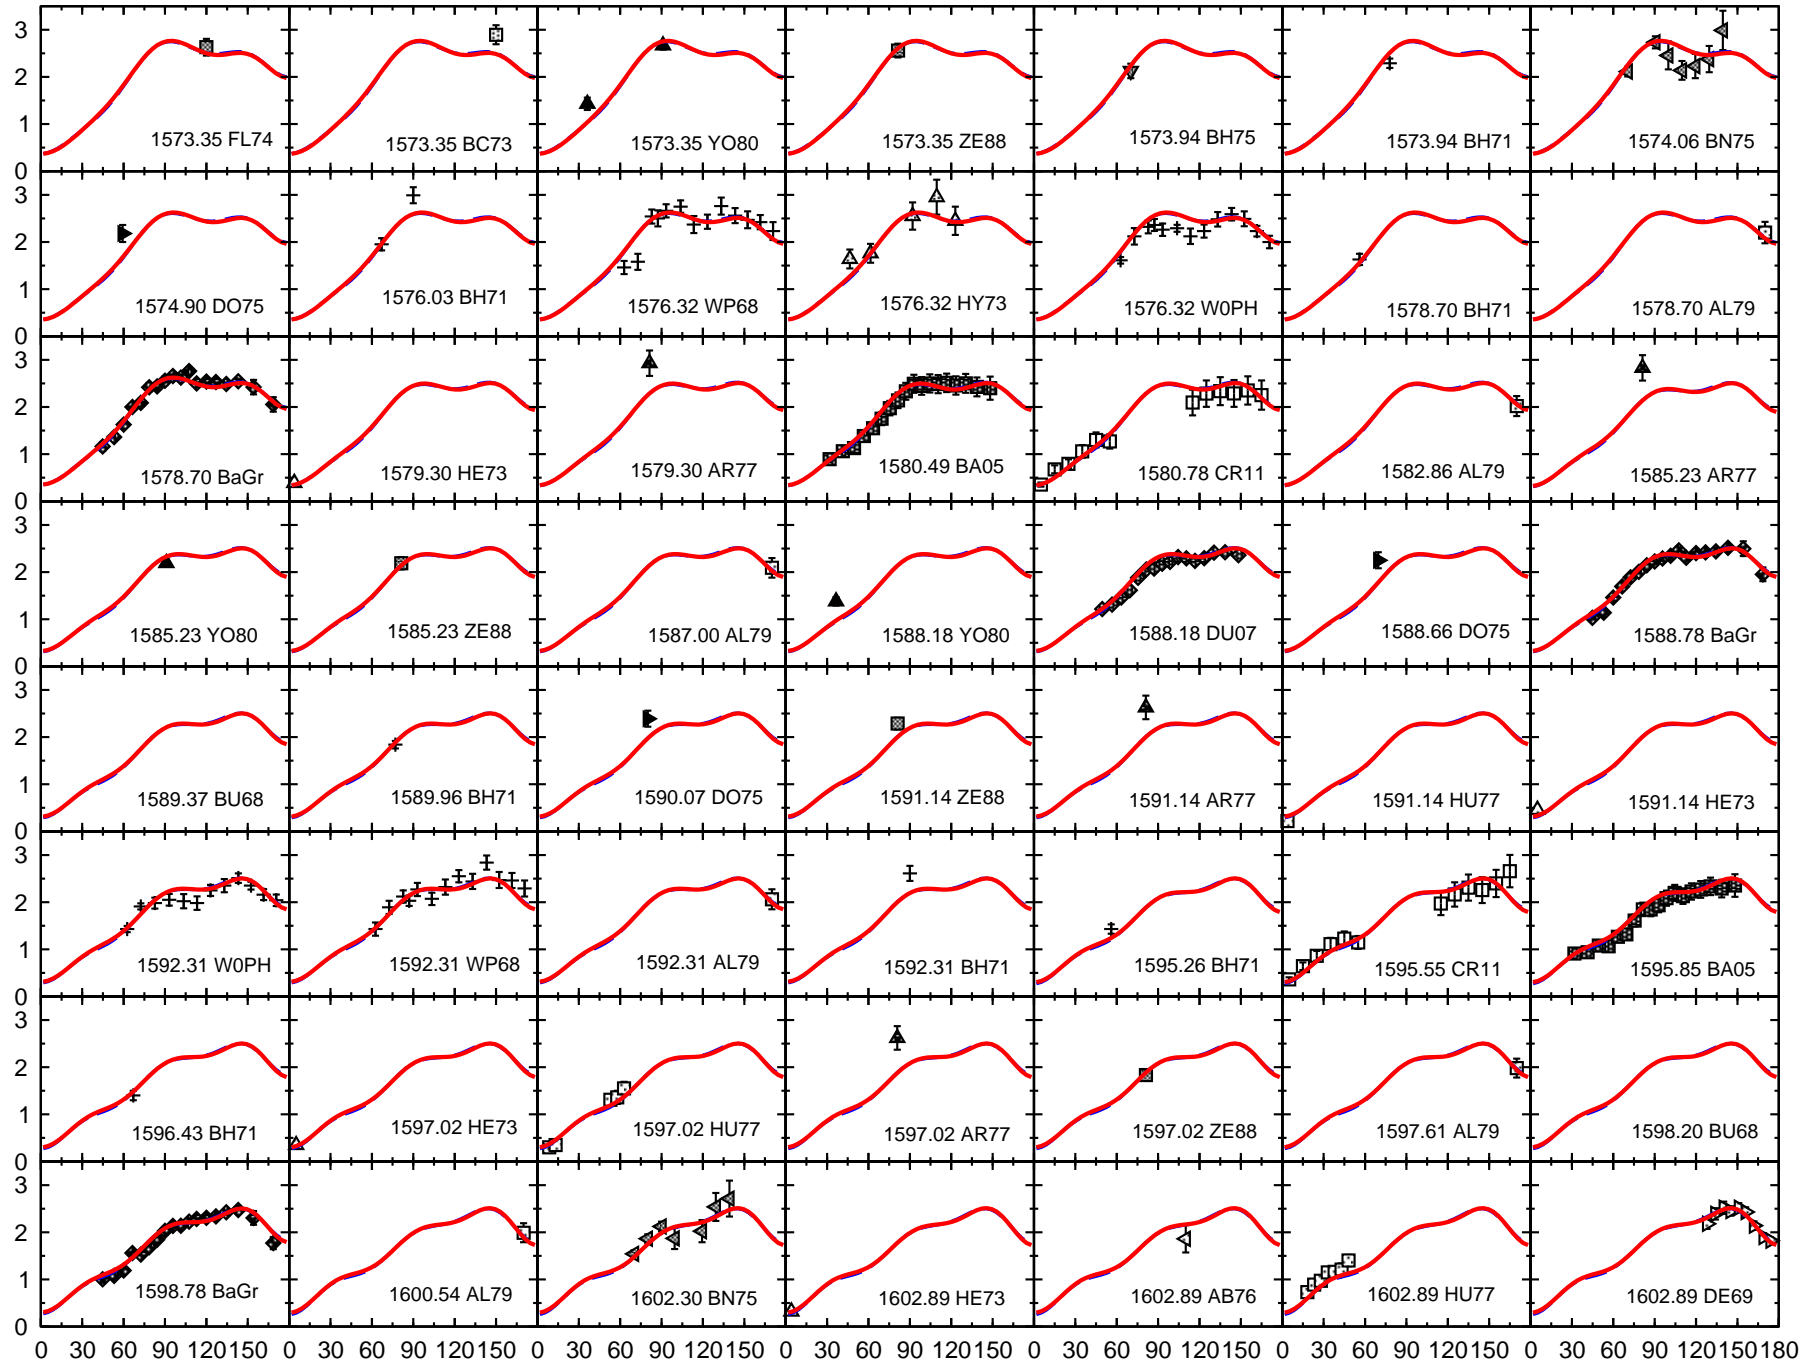 3
2
1
0
1573.35 FL74
1573.35 BC73
1573.35 YO80
1573.35 ZE88
1573.94 BH75
1573.94 BH71
1574.06 BN75
3
2
1
0
1574.90 DO75
1576.03 BH71
1576.32 WP68
1576.32 HY73
1576.32 W0PH
1578.70 BH71
1578.70 AL79
3
2
1
0
1578.70 BaGr
1579.30 HE73
1579.30 AR77
1580.49 BA05
1580.78 CR11
1582.86 AL79
1585.23 AR77
3
2
1
0
1585.23 YO80
1585.23 ZE88
1587.00 AL79
1588.18 YO80
1588.18 DU07
1588.66 DO75
1588.78 BaGr
3
2
1
0
1589.37 BU68
1589.96 BH71
1590.07 DO75
1591.14 ZE88
1591.14 AR77
1591.14 HU77
1591.14 HE73
3
2
1
0
1592.31 W0PH
1592.31 WP68
1592.31 AL79
1592.31 BH71
1595.26 BH71
1595.55 CR11
1595.85 BA05
3
2
1
0
1596.43 BH71
1597.02 HE73
1597.02 HU77
1597.02 AR77
1597.02 ZE88
1597.61 AL79
1598.20 BU68
3
2
1
0
1598.78 BaGr
1600.54 AL79
1602.30 BN75
1602.89 HE73
1602.89 AB76
1602.89 HU77
1602.89 DE69
0 30 60 90 120150 0 30 60 90 120150 0 30 60 90 120150 0 30 60 90 120150 0 30 60 90 120150 0 30 60 90 120150 0 30 60 90 120150180